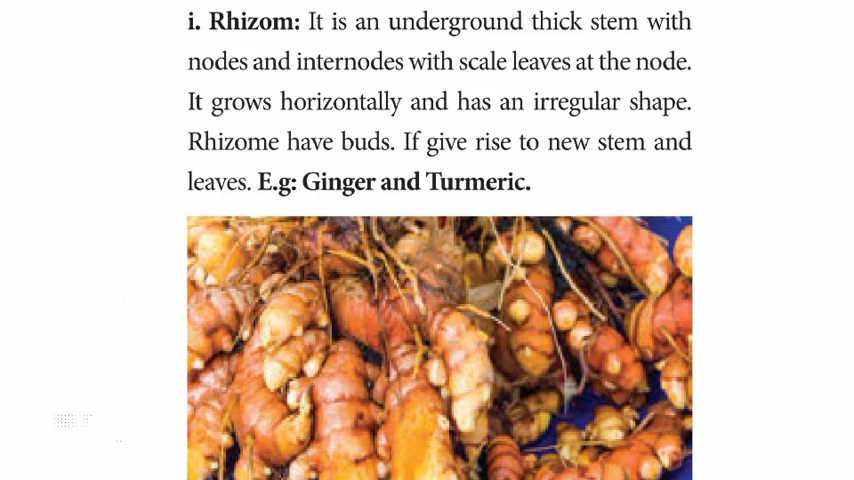 i. Rhizom: It is an underground thick stem with
nodes and internodes with scale leaves at the node.
It grows horizontally and has an irregular shape.
Rhizome have buds. If give rise to new stem and
leaves. E.g: Ginger and Turmeric.